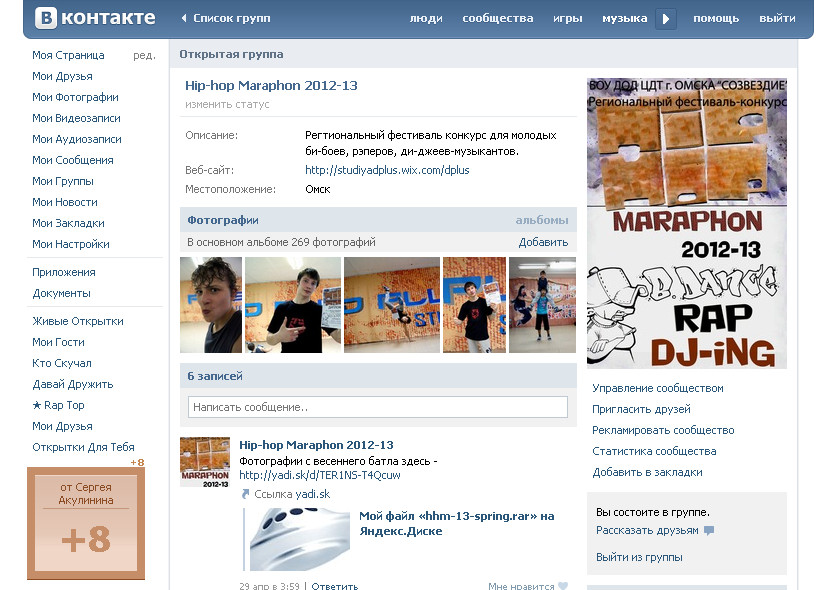 В контакте
Список групп
люди сообщества игры музыка помощь выйти
Моя Страница ред.
Мои Друзья
Мои Фотографии
Мои Видеозаписи
Мои Аудиозаписи
Мои Сообщения
Мои Группы
Мои Новости
Мои Закладки
Мои Настройки
Приложения
Документы
Живые Открытки
Мои Гости
Кто Скучал
Давай Дружить
★ Rap Top
Мои Друзья
Открытки Для Тебя
+8
от Сергея
Акулинина
+8
Открытая группа
Hip-hop Maraphon 2012-13
изменить статус
Описание: Регтиональный фестиваль конкурс для молодых
би-боев, рэперов, ди-джеев-музыкантов.
Веб-сайт: http://studiyadplus.wix.com/dplus
Местоположение: Омск
Фотографии альбомы
В основном альбоме 269 фотографий Добавить
6 записей
Написать сообщение..
MARAPHON
2012-13
Hip-hop Maraphon 2012-13
Фотографии с весеннего батла здесь -
http://yadi.sk/d/TER1NS-T4Qcuw
Ссылка yadi.sk
Мой файл «hhm-13-spring.rar» на
Яндекс.Диске
29 апр в 3:59 | Ответить Мне нравится
БОУ ДОД ЦДТ г. ОМСКА "СОЗВЕЗДИЕ"
Региональный фестиваль-конкурс
MARAPHON
2012-13
B.DANCE
RAP
DJ-iNG
Управление сообществом
Пригласить друзей
Рекламировать сообщество
Статистика сообщества
Добавить в закладки
Вы состоите в группе.
Рассказать друзьям
Выйти из группы